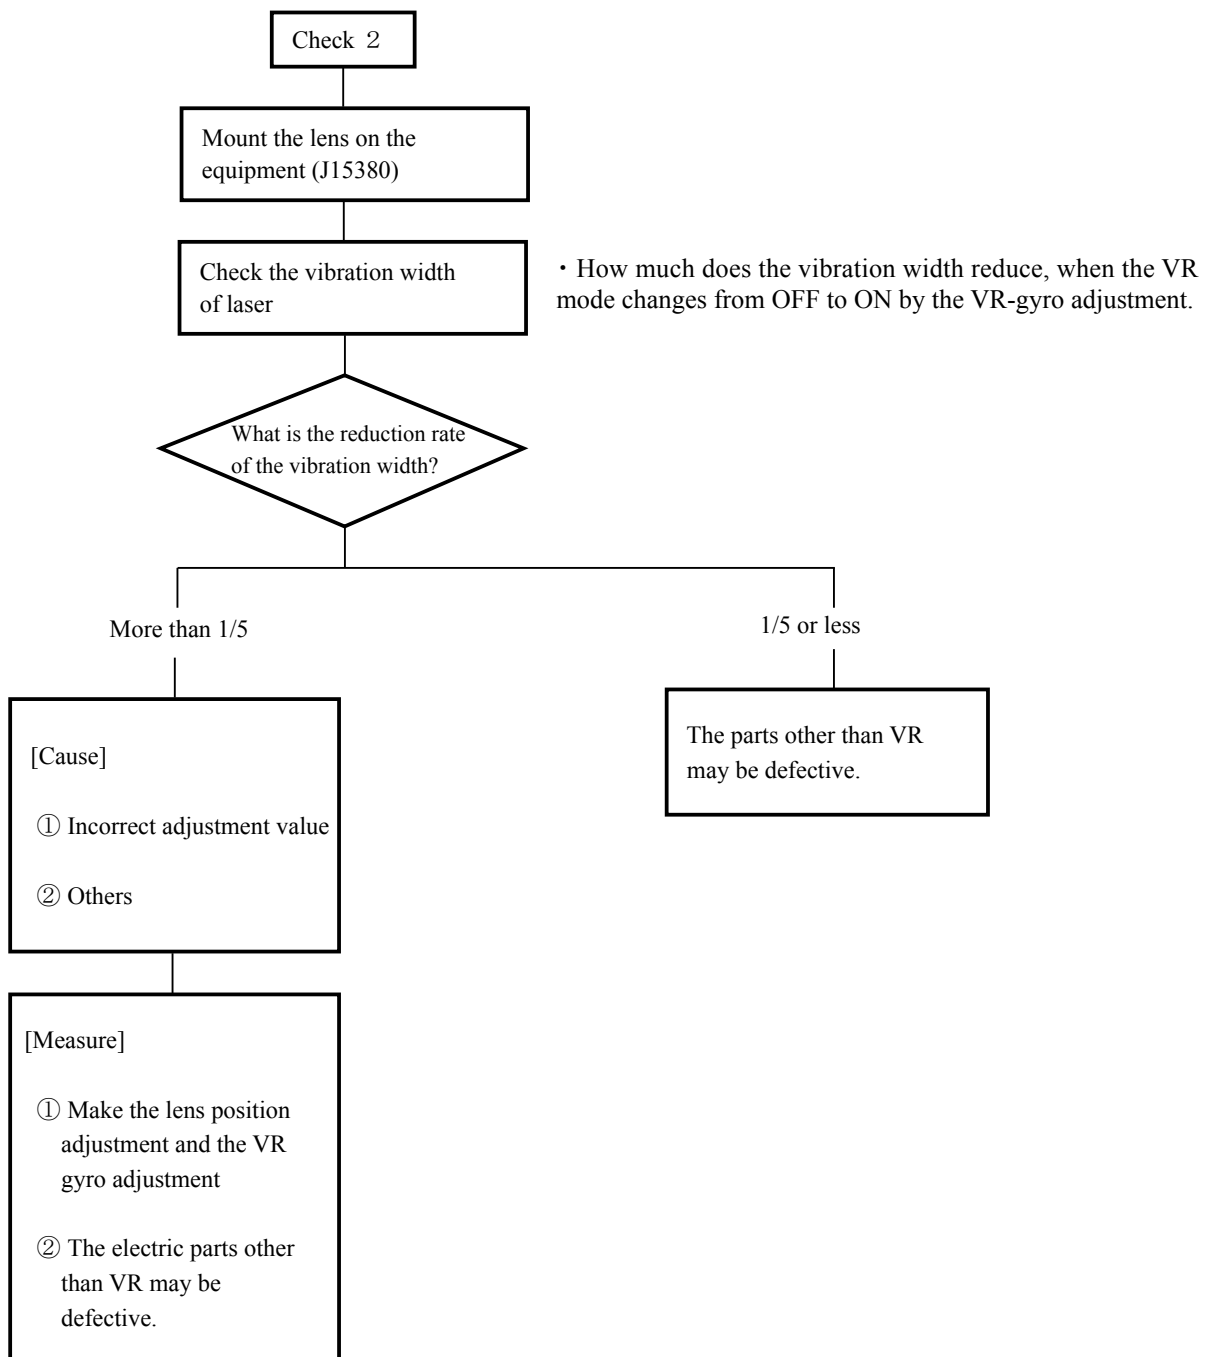 Check ２
Mount the lens on the
equipment (J15380)
Check the vibration width
of laser
・How much does the vibration width reduce, when the VR
mode changes from OFF to ON by the VR-gyro adjustment.
What is the reduction rate
of the vibration width?
More than 1/5
1/5 or less
[Cause]
① Incorrect adjustment value
② Others
The parts other than VR
may be defective.
[Measure]
① Make the lens position
adjustment and the VR
gyro adjustment
② The electric parts other
than VR may be
defective.